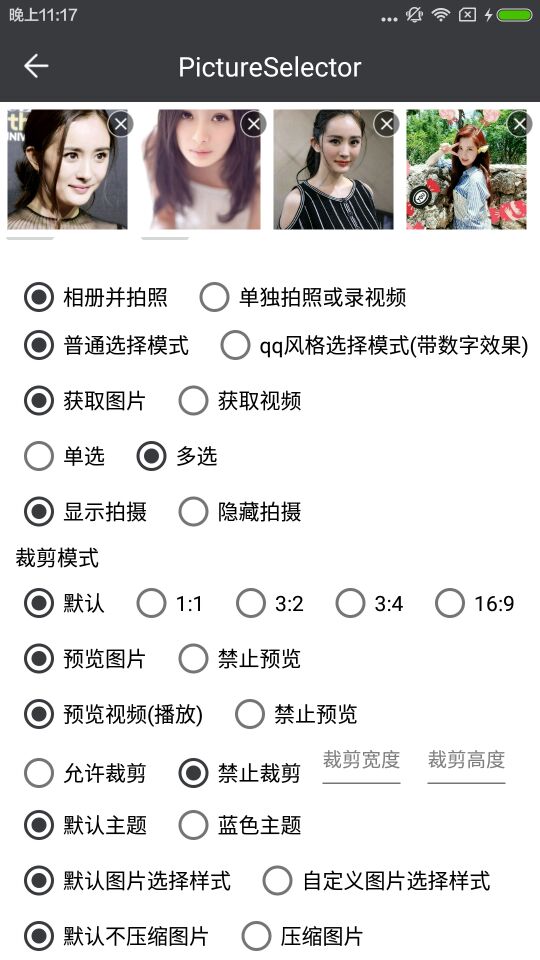 晚上11:17
PictureSelector
相册并拍照 单独拍照或录视频
普通选择模式 qq风格选择模式(带数字效果)
获取图片 获取视频
单选 多选
显示拍摄 隐藏拍摄
裁剪模式
默认 1:1 3:2 3:4 16:9
预览图片 禁止预览
预览视频(播放) 禁止预览
允许裁剪 禁止裁剪 裁剪宽度 裁剪高度
默认主题 蓝色主题
默认图片选择样式 自定义图片选择样式
默认不压缩图片 压缩图片